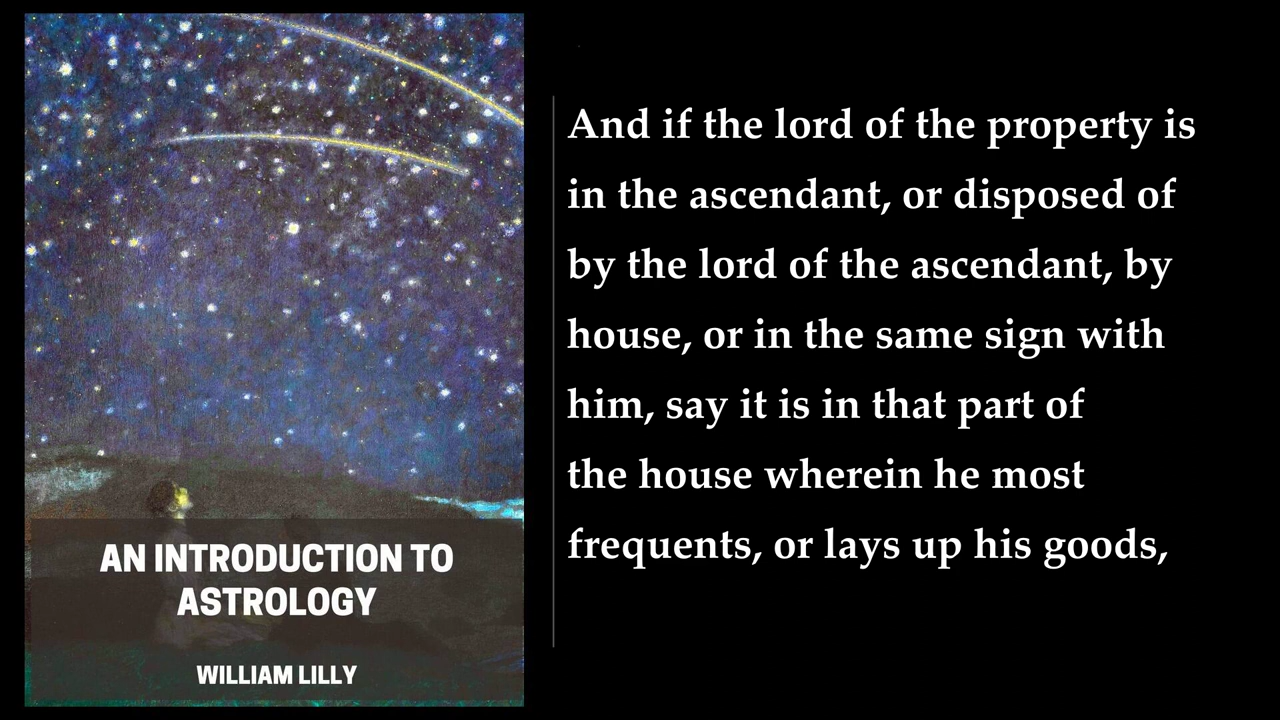 AN INTRODUCTION TO
ASTROLOGY
WILLIAM LILLY
And if the lord of the property is
in the ascendant, or disposed of
by the lord of the ascendant, by
house, or in the same sign with
him, say it is in that part of
the house wherein he most
frequents, or lays up his goods,